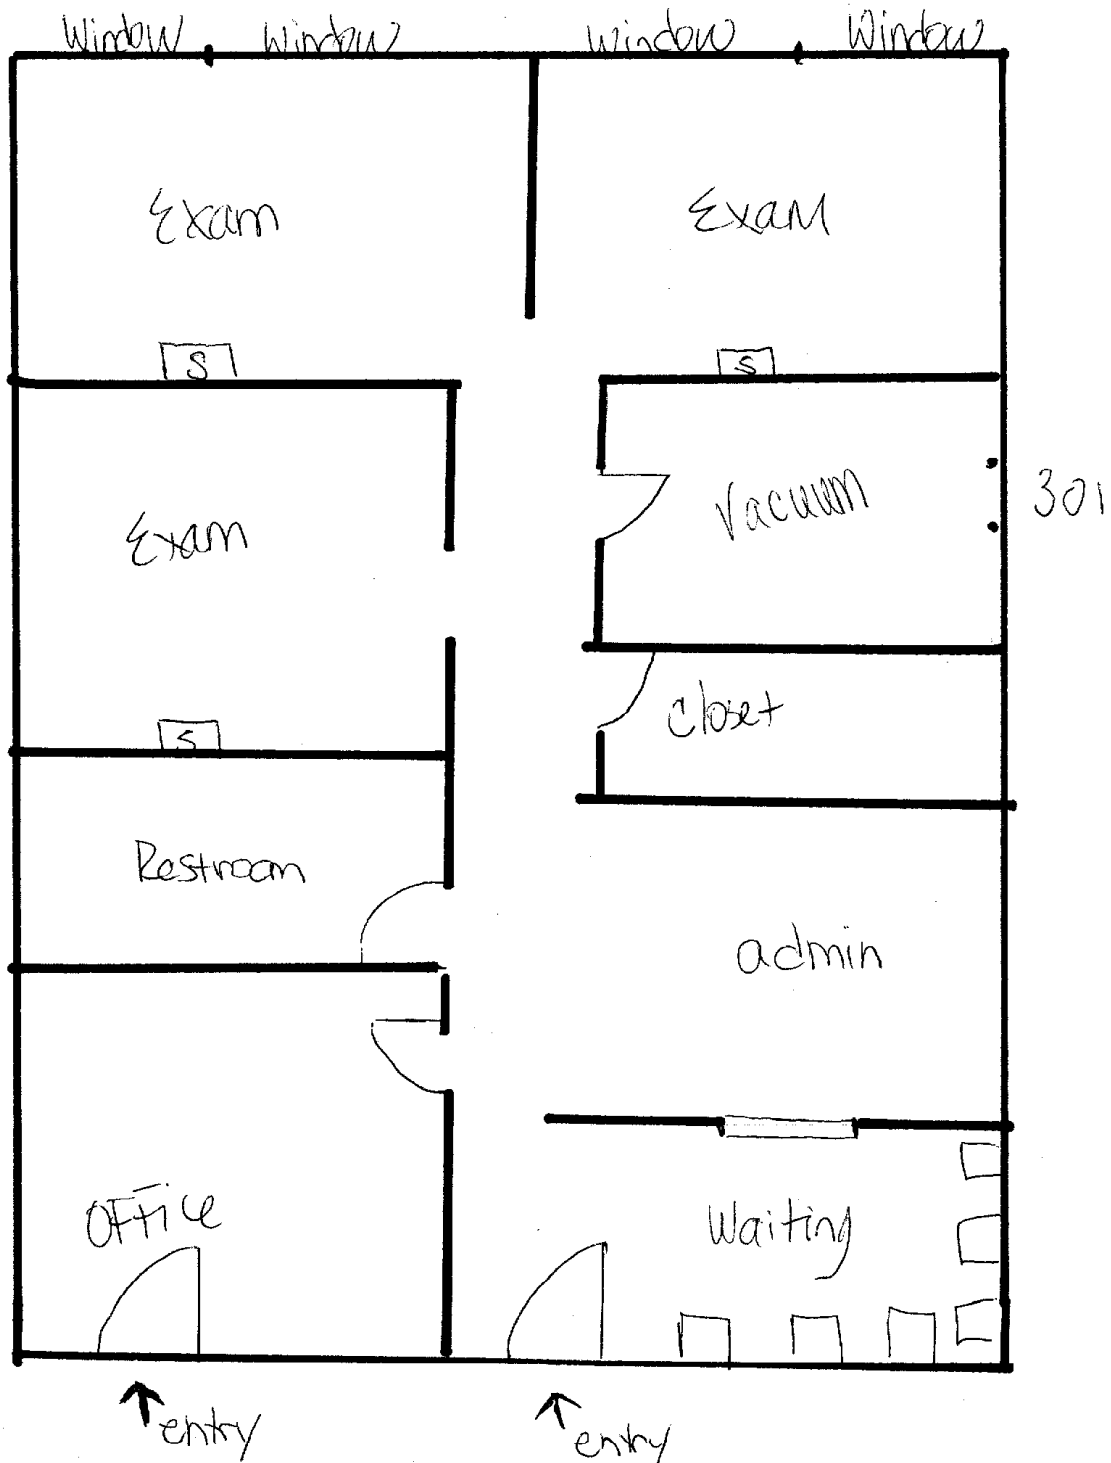 Window Window Window Window
Exam Exam
S S
Exam Vacuum 301
S
Closet
Restroom
admin
Office
Waiting
entry entry